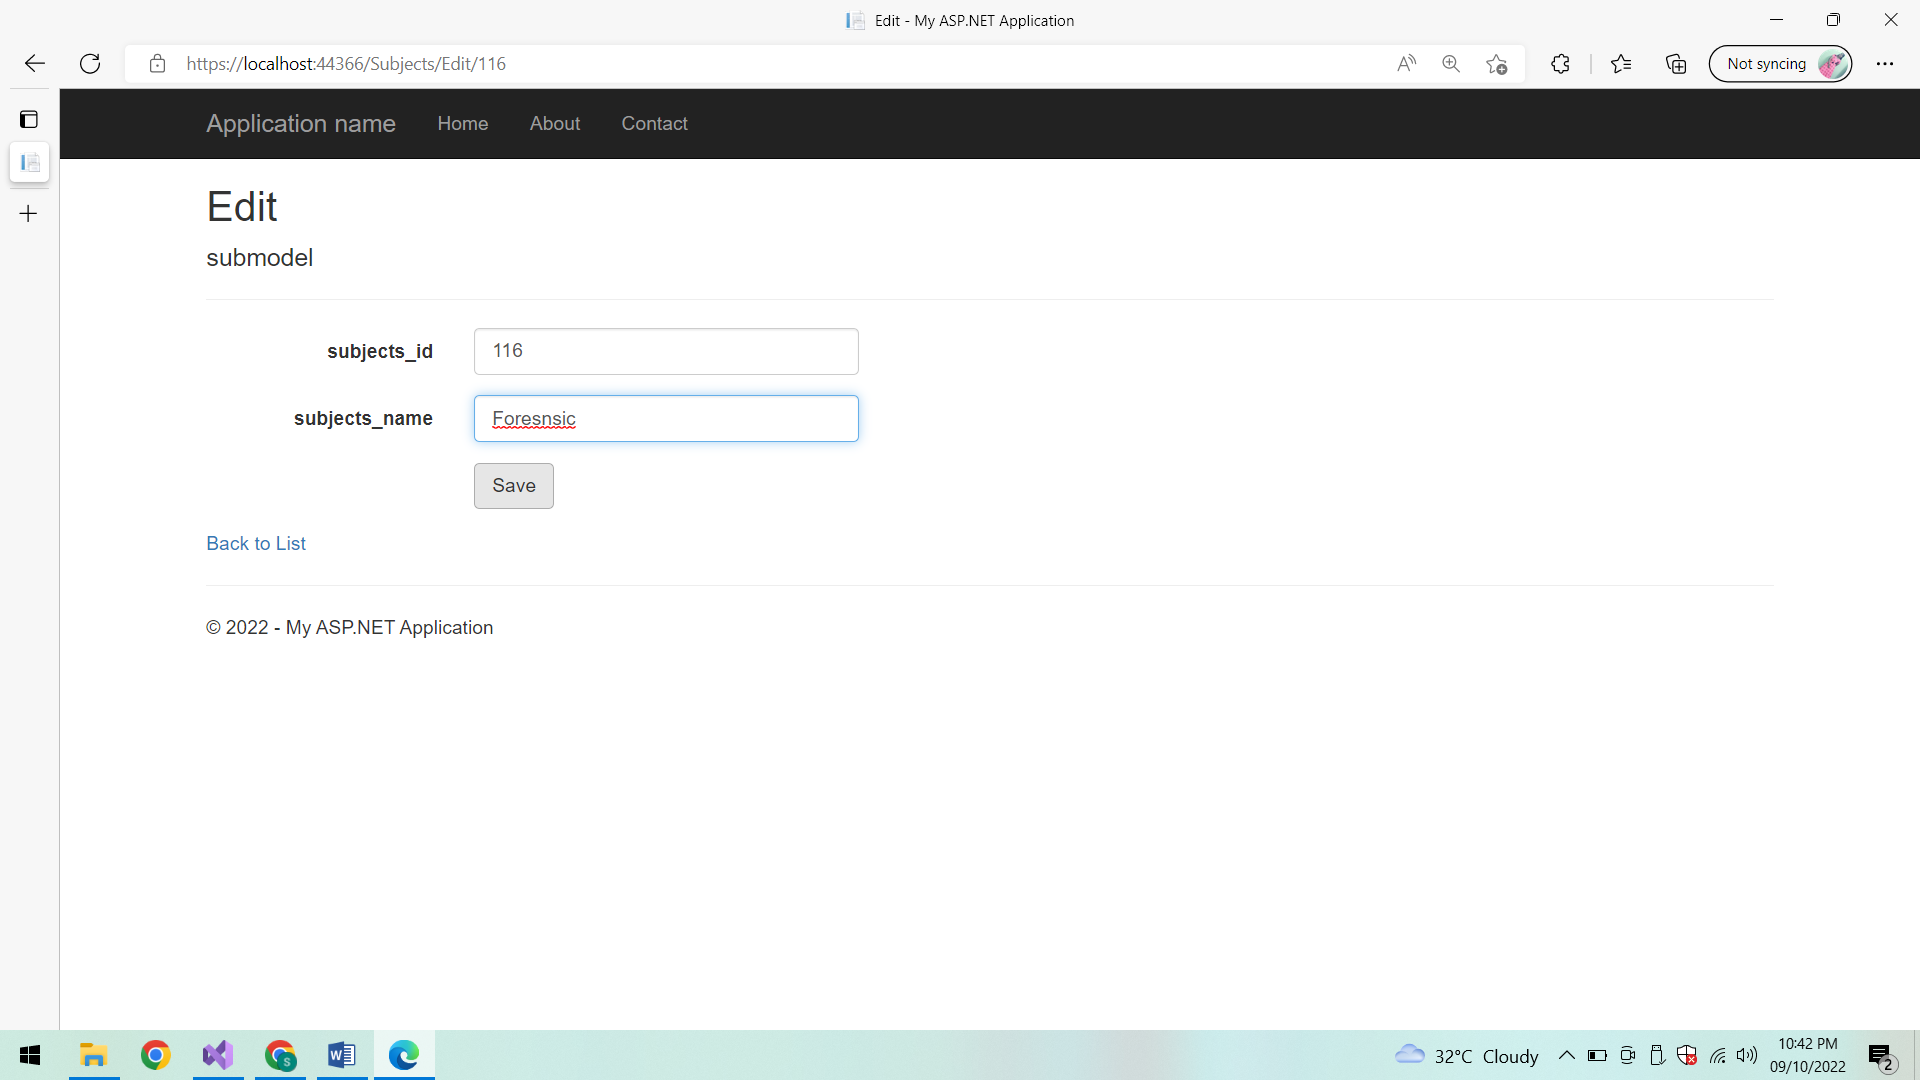 Edit - My ASP.NET Application
https://localhost:44366/Subjects/Edit/116
Not syncing
Application name Home About Contact
Edit
submodel
subjects_id 116
subjects_name Foresnsic
Save
Back to List
© 2022 - My ASP.NET Application
32°C Cloudy
10:42 PM
09/10/2022
2